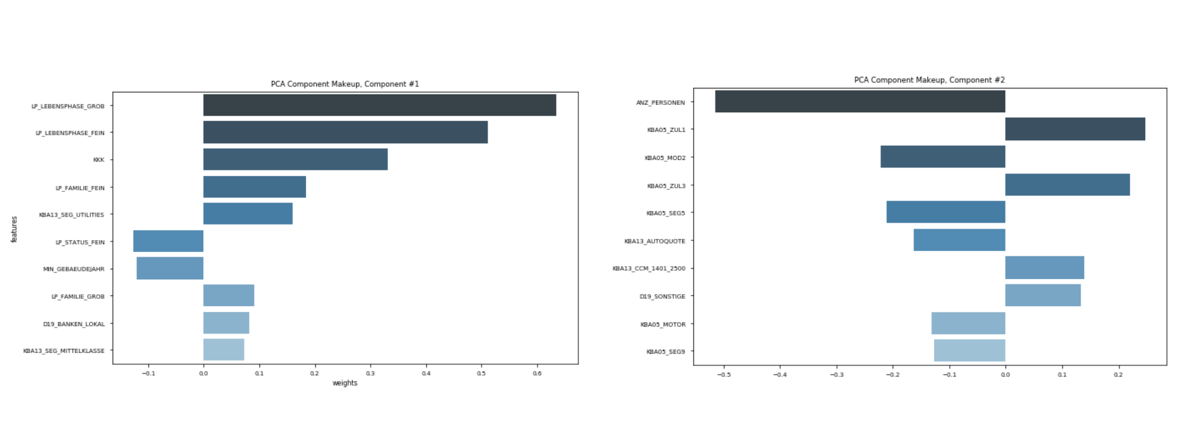 PCA Component Makeup, Component #1
features
LP_LEBENSPHASE_GROB
LP_LEBENSPHASE_FEIN
KKK
LP_FAMILIE_FEIN
KBA13_SEG_UTILITIES
LP_STATUS_FEIN
MIN_GEBAEUDEJAHR
LP_FAMILIE_GROB
D19_BANKEN_LOKAL
KBA13_SEG_MITTELKLASSE
−0.1 0.0 0.1 0.2 0.3 0.4 0.5 0.6
weights
PCA Component Makeup, Component #2
ANZ_PERSONEN
KBA05_ZUL1
KBA05_MOD2
KBA05_ZUL3
KBA05_SEG5
KBA13_AUTOQUOTE
KBA13_CCM_1401_2500
D19_SONSTIGE
KBA05_MOTOR
KBA05_SEG9
−0.5 −0.4 −0.3 −0.2 −0.1 0.0 0.1 0.2